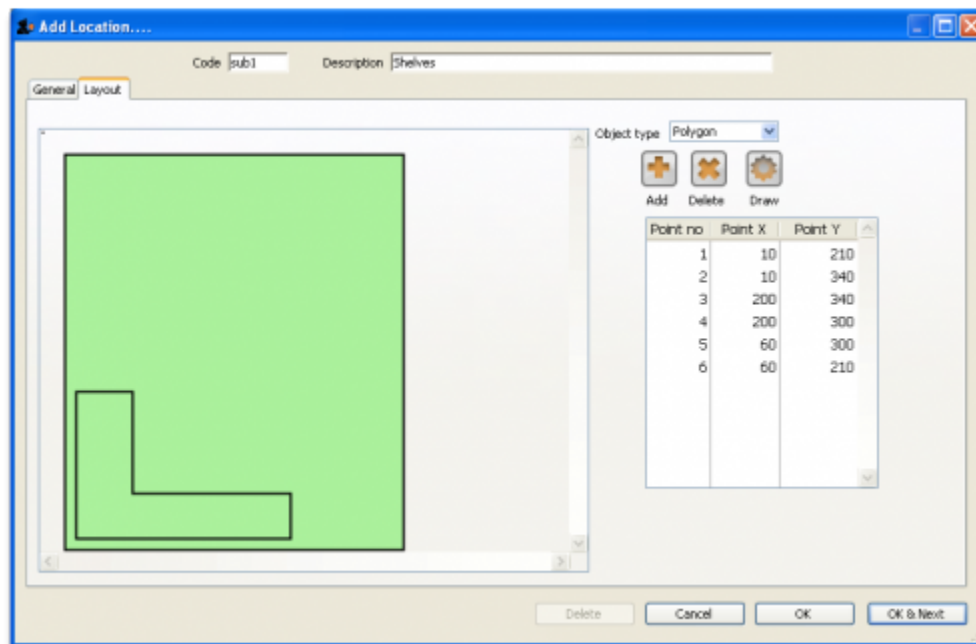 Add Location....
Code sub1 Description Shelves
General Layout
Object type Polygon
Add Delete Draw
Point no Point X Point Y
1 10 210
2 10 340
3 200 340
4 200 300
5 60 300
6 60 210
Delete Cancel OK OK & Next